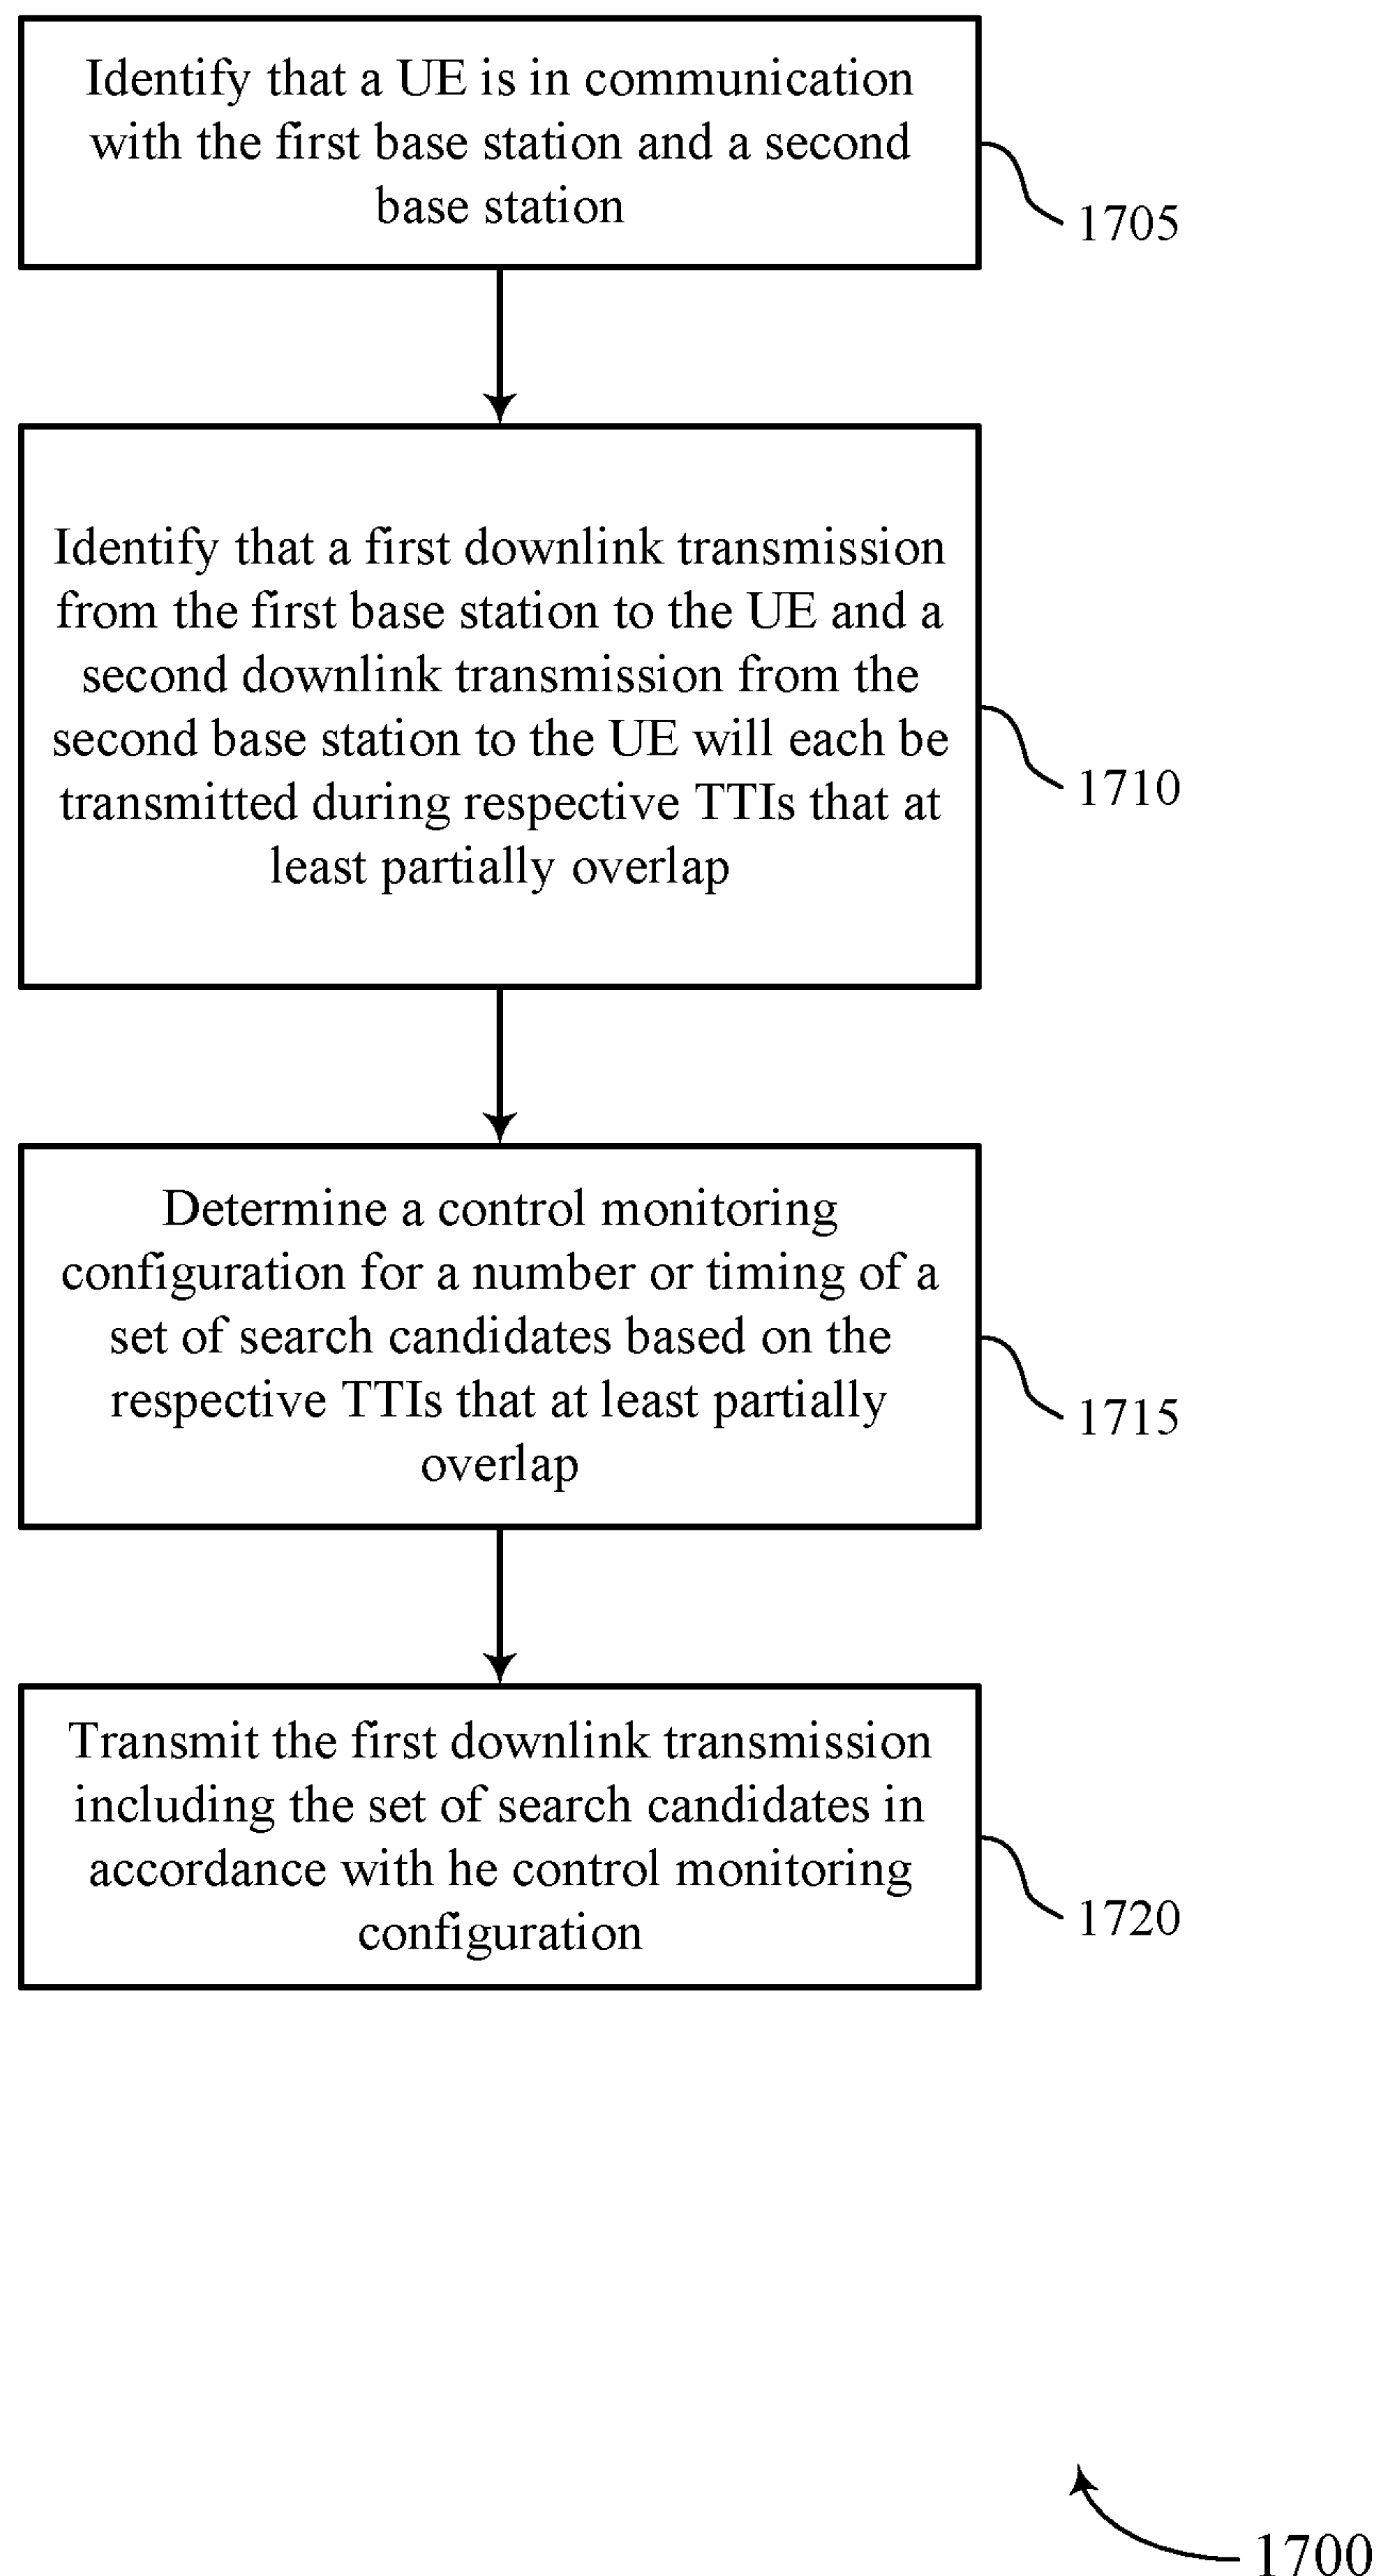 Identify that a UE is in communication
with the first base station and a second
base station
1705
Identify that a first downlink transmission
from the first base station to the UE and a
second downlink transmission from the
second base station to the UE will each be
transmitted during respective TTIs that at
least partially overlap
1710
Determine a control monitoring
configuration for a number or timing of a
set of search candidates based on the
respective TTIs that at least partially
overlap
1715
Transmit the first downlink transmission
including the set of search candidates in
accordance with he control monitoring
configuration
1720
1700